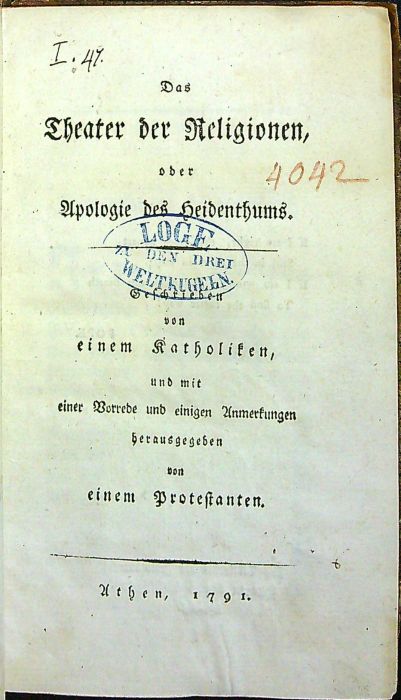 I. 47.
Das
Theater der Religionen,
oder
4042
Apologie des Heidenthums.
LOGE
ZU DEN DREI
WELTKUGELN.
Geschrieben
von
einem Katholiken,
und mit
einer Vorrede und einigen Anmerkungen
herausgegeben
von
einem Protestanten.
Athen, 1791.